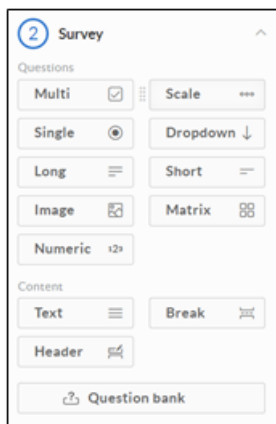 2 Survey
Questions
Multi Scale
Single Dropdown
Long Short
Image Matrix
Numeric 123
Content
Text Break
Header
Question bank